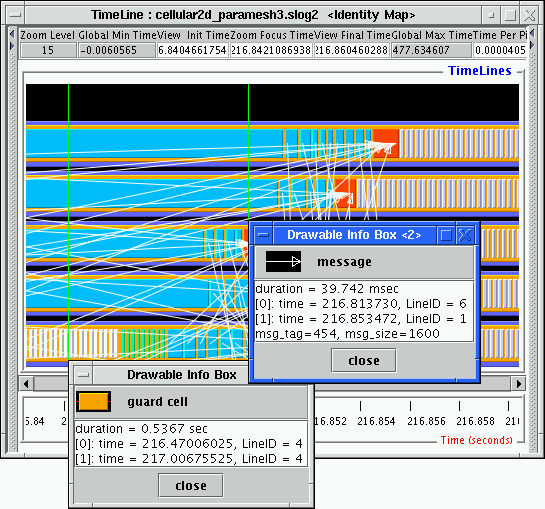 TimeLine : cellular2d_paramesh3.slog2 <Identity Map>
Zoom Level Global Min Time View Init Time Zoom Focus Time View Final Time Global Max Time Time Per Pi
15 -0.0060565 6.8404661754 216.8421086938 216.860460288 477.634607 0.0000405
TimeLines
Drawable Info Box <2>
message
duration = 39.742 msec
[0]: time = 216.813730, LineID = 6
[1]: time = 216.853472, LineID = 1
msg_tag=454, msg_size=1600
close
Drawable Info Box
guard cell
duration = 0.5367 sec
[0]: time = 216.47006025, LineID = 4
[1]: time = 217.00675525, LineID = 4
close
5.84 216.852 216.854 216.856 216.858
Time (seconds)